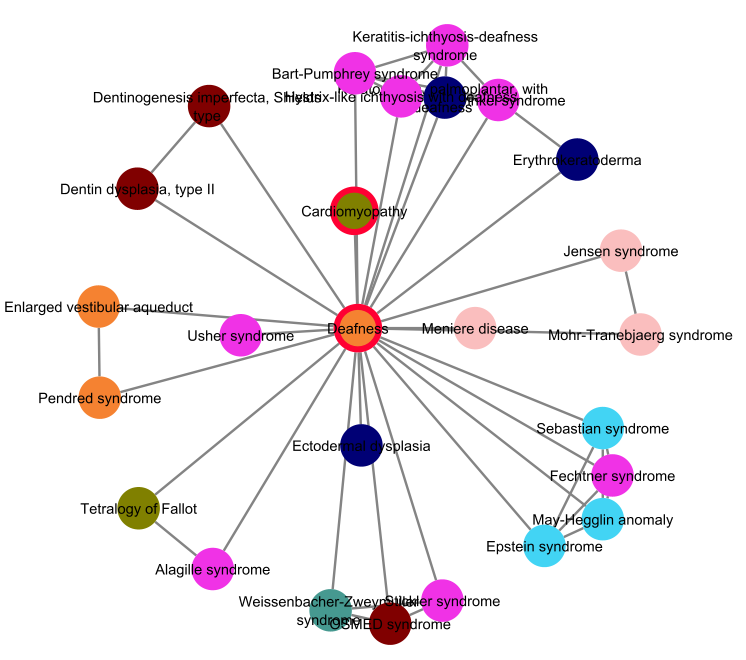 Keratitis-ichthyosis-deafness
syndrome
Bart-Pumphrey syndrome
with
Hystrix-like ichthyosis with deafness
syndrome
deafness
Dentinogenesis imperfecta, Shields
type
Erythrokeratoderma
Dentin dysplasia, type II
Cardiomyopathy
Jensen syndrome
Enlarged vestibular aqueduct
Usher syndrome
Deafness
Meniere disease
Mohr-Tranebjaerg syndrome
Pendred syndrome
Sebastian syndrome
Ectodermal dysplasia
Fechtner syndrome
Tetralogy of Fallot
May-Hegglin anomaly
Epstein syndrome
Alagille syndrome
Weissenbacher-Zweymuller
syndrome
Stickler syndrome
OSMED syndrome